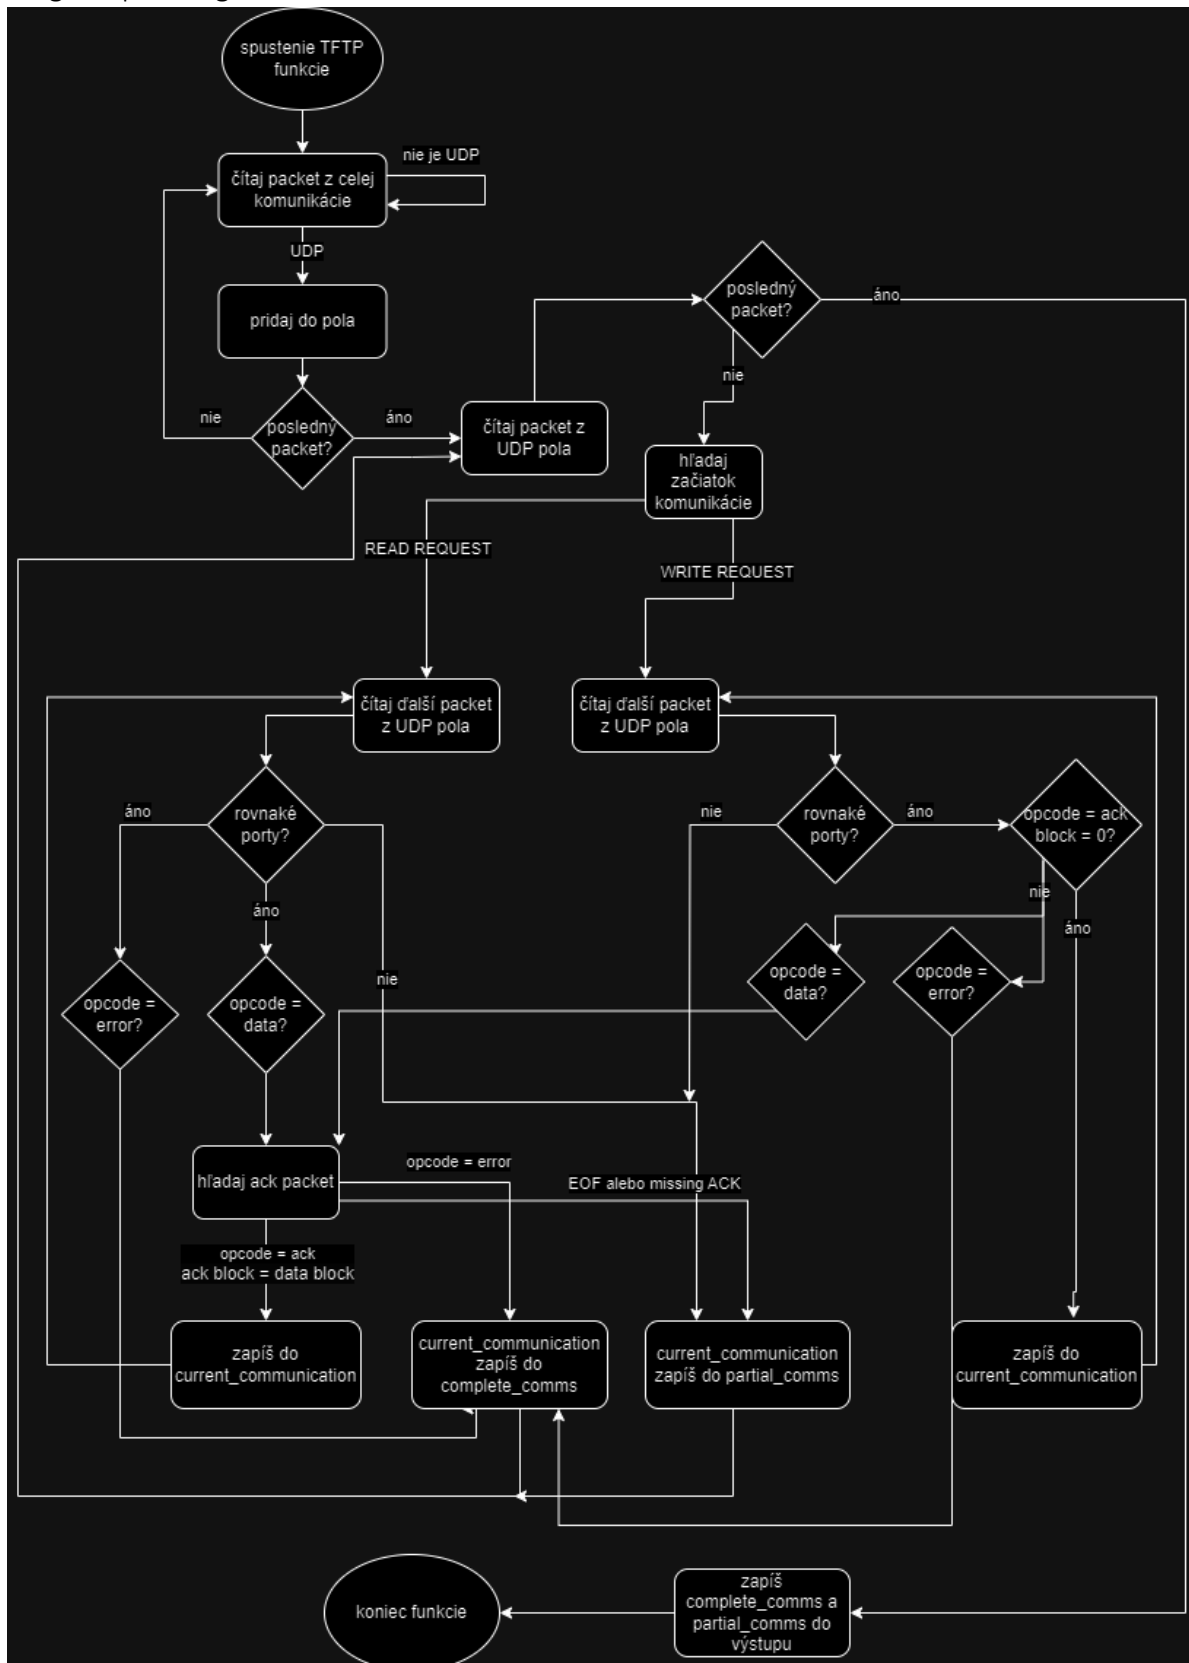 spustenie TFTP
funkcie
nie je UDP
čítaj packet z celej
komunikácie
UDP
pridaj do pola
posledný
packet?
áno
nie
nie
posledný
packet?
áno
čítaj packet z
UDP pola
hľadaj
začiatok
komunikácie
READ REQUEST
WRITE REQUEST
čítaj ďalší packet
z UDP pola
čítaj ďalší packet
z UDP pola
áno
rovnaké
porty?
nie
rovnaké
porty?
áno
opcode = ack
block = 0?
áno
nie
áno
opcode =
error?
opcode =
data?
nie
opcode =
data?
opcode =
error?
hľadaj ack packet
opcode = error
EOF alebo missing ACK
opcode = ack
ack block = data block
zapíš do
current_communication
current_communication
zapíš do
complete_comms
current_communication
zapíš do partial_comms
zapíš do
current_communication
koniec funkcie
zapíš
complete_comms a
partial_comms do
výstupu